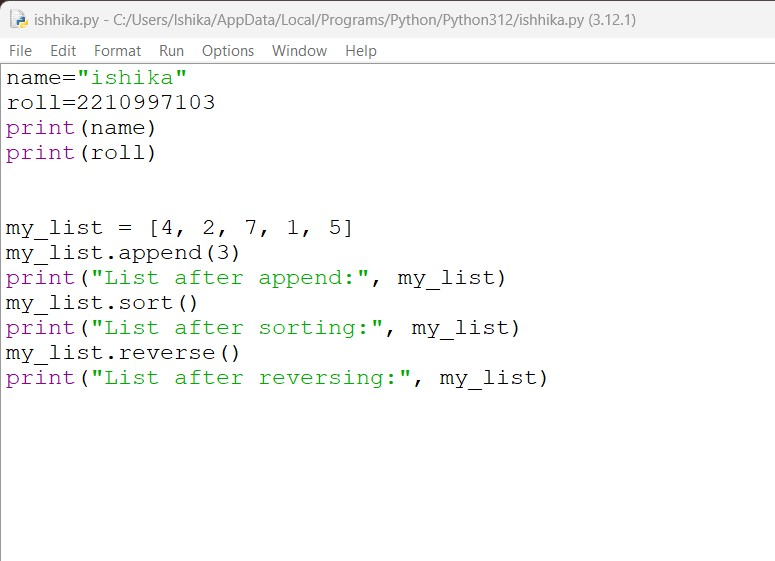 ishhika.py - C:/Users/Ishika/AppData/Local/Programs/Python/Python312/ishhika.py (3.12.1)
File Edit Format Run Options Window Help
name="ishika"
roll=2210997103
print(name)
print(roll)
my_list = [4, 2, 7, 1, 5]
my_list.append(3)
print("List after append:", my_list)
my_list.sort()
print("List after sorting:", my_list)
my_list.reverse()
print("List after reversing:", my_list)